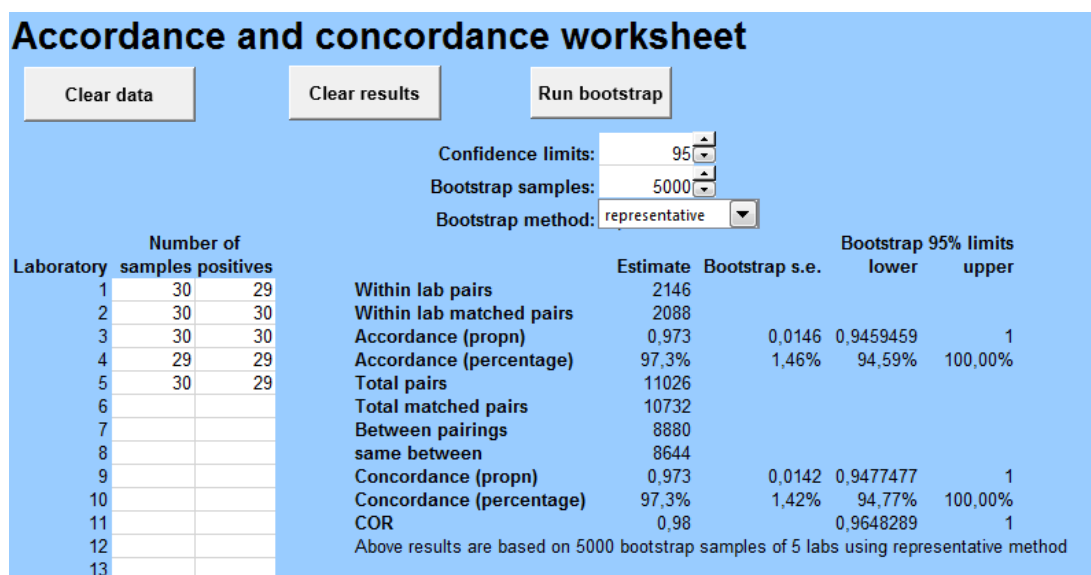 Accordance and concordance worksheet
Clear data Clear results Run bootstrap
Confidence limits: 95
Bootstrap samples: 5000
Bootstrap method: representative
Number of Bootstrap 95% limits
Laboratory samples positives Estimate Bootstrap s.e. lower upper
1 30 29 Within lab pairs 2146
2 30 30 Within lab matched pairs 2088
3 30 30 Accordance (propn) 0,973 0,0146 0,9459459 1
4 29 29 Accordance (percentage) 97,3% 1,46% 94,59% 100,00%
5 30 29 Total pairs 11026
6 Total matched pairs 10732
7 Between pairings 8880
8 same between 8644
9 Concordance (propn) 0,973 0,0142 0,9477477 1
10 Concordance (percentage) 97,3% 1,42% 94,77% 100,00%
11 COR 0,98 0,9648289 1
12 Above results are based on 5000 bootstrap samples of 5 labs using representative method
13